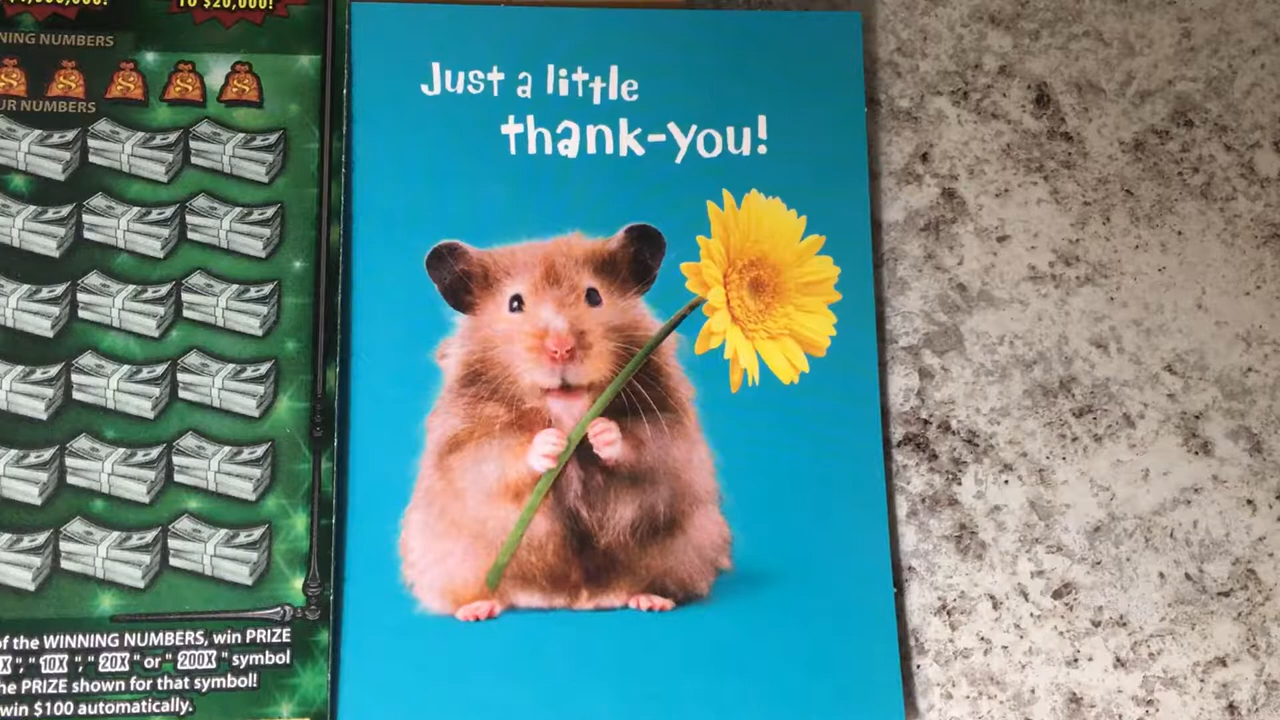 TO $20,000!
NING NUMBERS
UR NUMBERS
of the WINNING NUMBERS, win PRIZE
X", "10X", "20X" or "200X" symbol
he PRIZE shown for that symbol!
win $100 automatically.
Just a little
thank-you!